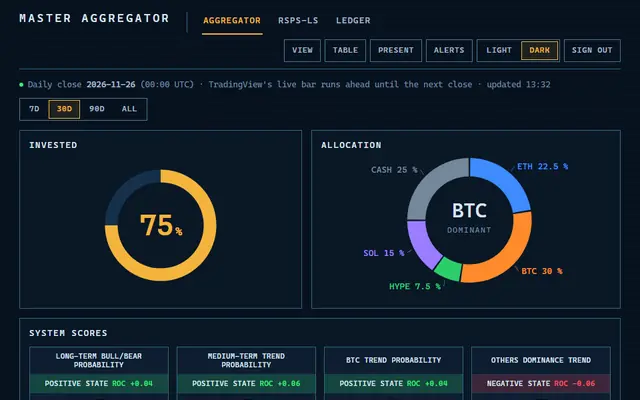 MASTER AGGREGATOR
AGGREGATOR RSPS-LS LEDGER
VIEW TABLE PRESENT ALERTS LIGHT DARK SIGN OUT
Daily close 2026-11-26 (00:00 UTC) · TradingView's live bar runs ahead until the next close · updated 13:32
7D 30D 90D ALL
INVESTED
75%
ALLOCATION
CASH 25 %
ETH 22.5 %
BTC
DOMINANT
SOL 15 %
BTC 30 %
HYPE 7.5 %
SYSTEM SCORES
LONG-TERM BULL/BEAR PROBABILITY
POSITIVE STATE ROC +0.04
MEDIUM-TERM TREND PROBABILITY
POSITIVE STATE ROC +0.06
BTC TREND PROBABILITY
POSITIVE STATE ROC +0.04
OTHERS DOMINANCE TREND
NEGATIVE STATE ROC -0.06